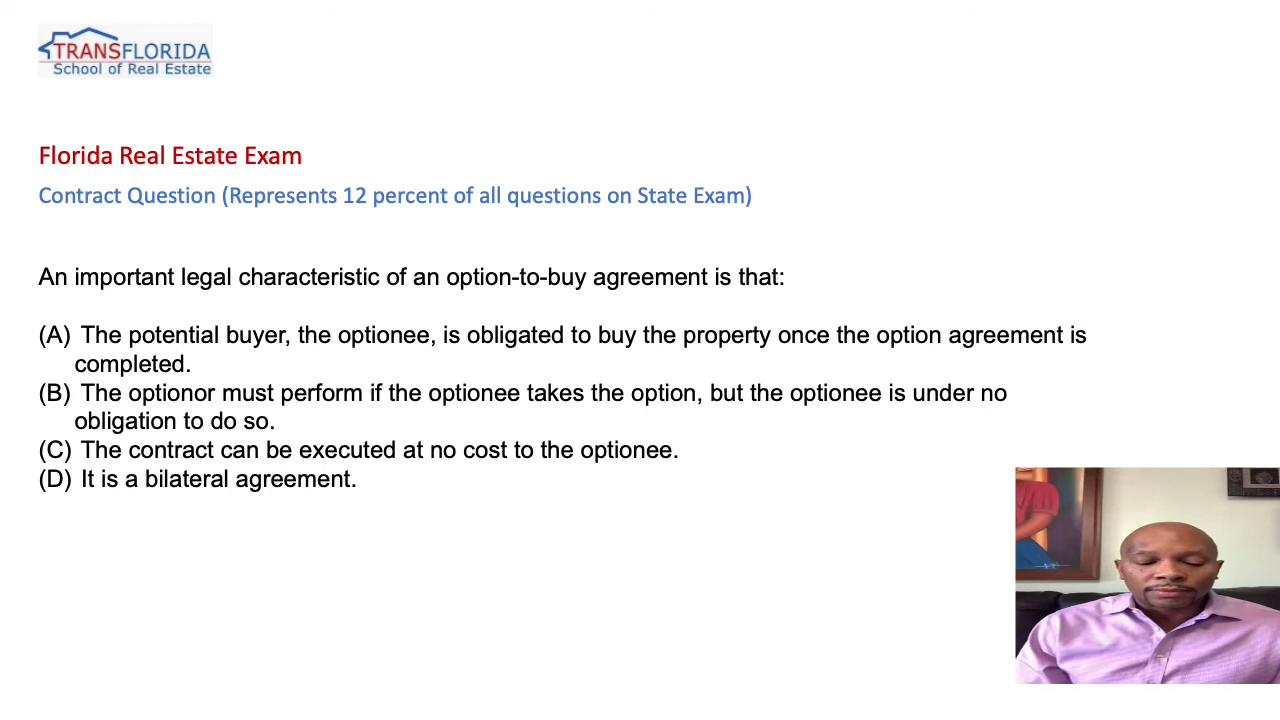 TRANSFLORIDA
School of Real Estate
Florida Real Estate Exam
Contract Question (Represents 12 percent of all questions on State Exam)
An important legal characteristic of an option-to-buy agreement is that:
(A) The potential buyer, the optionee, is obligated to buy the property once the option agreement is
completed.
(B) The optionor must perform if the optionee takes the option, but the optionee is under no
obligation to do so.
(C) The contract can be executed at no cost to the optionee.
(D) It is a bilateral agreement.